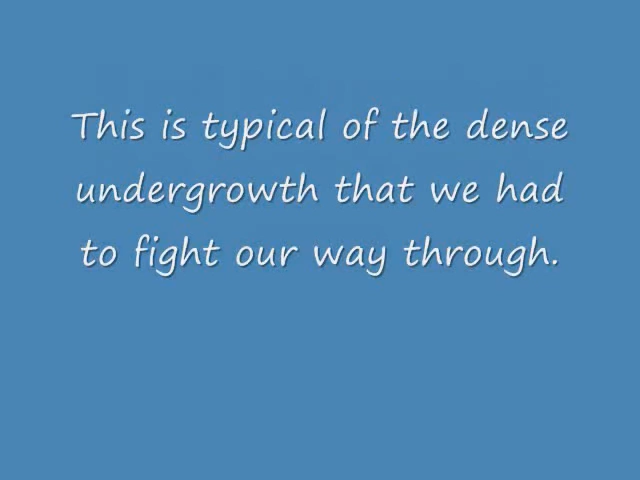 This is typical of the dense
undergrowth that we had
to fight our way through.